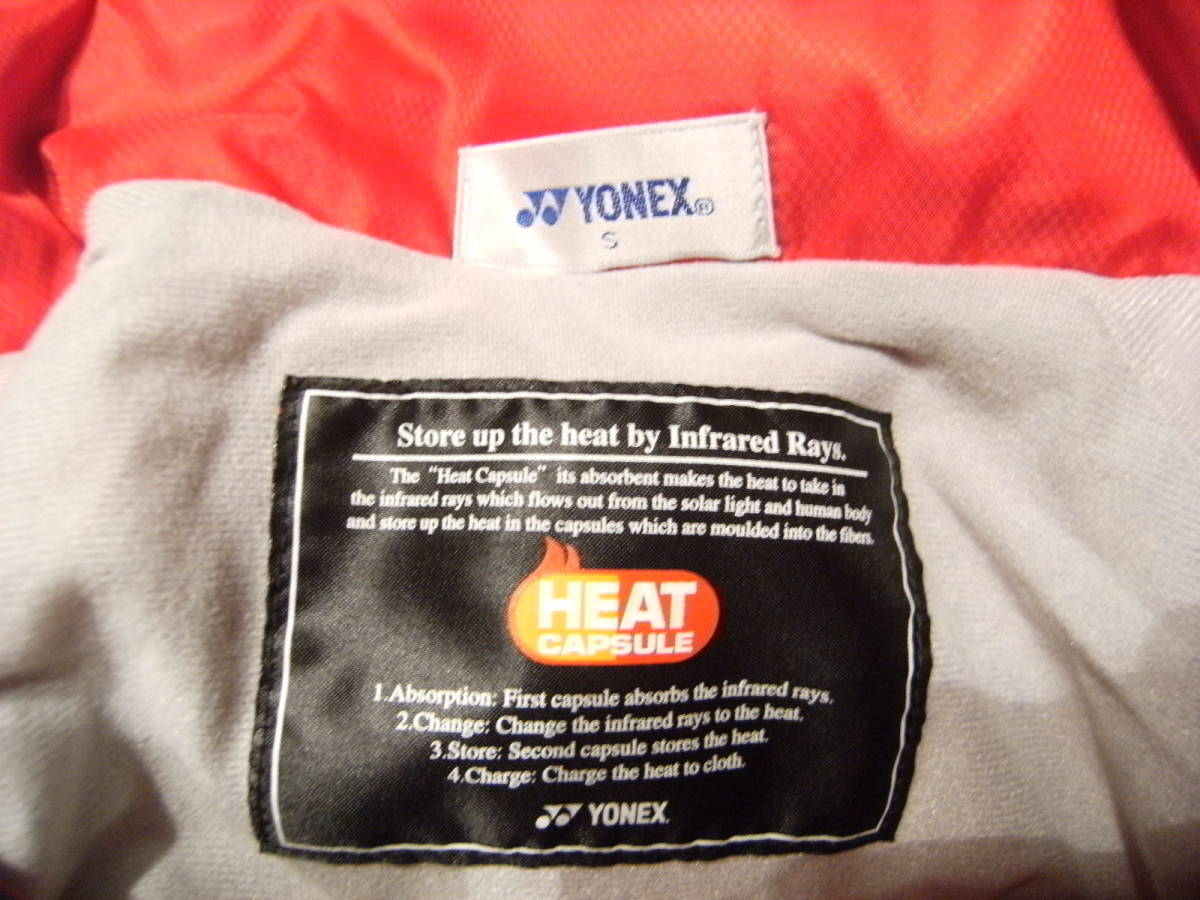 YONEX®
S
Store up the heat by Infrared Rays.
The "Heat Capsule" its absorbent makes the heat to take in
the infrared rays which flows out from the solar light and human body
and store up the heat in the capsules which are moulded into the fibers.
HEAT
CAPSULE
1.Absorption: First capsule absorbs the infrared rays.
2.Change: Change the infrared rays to the heat.
3.Store: Second capsule stores the heat.
4.Charge: Charge the heat to cloth.
YONEX